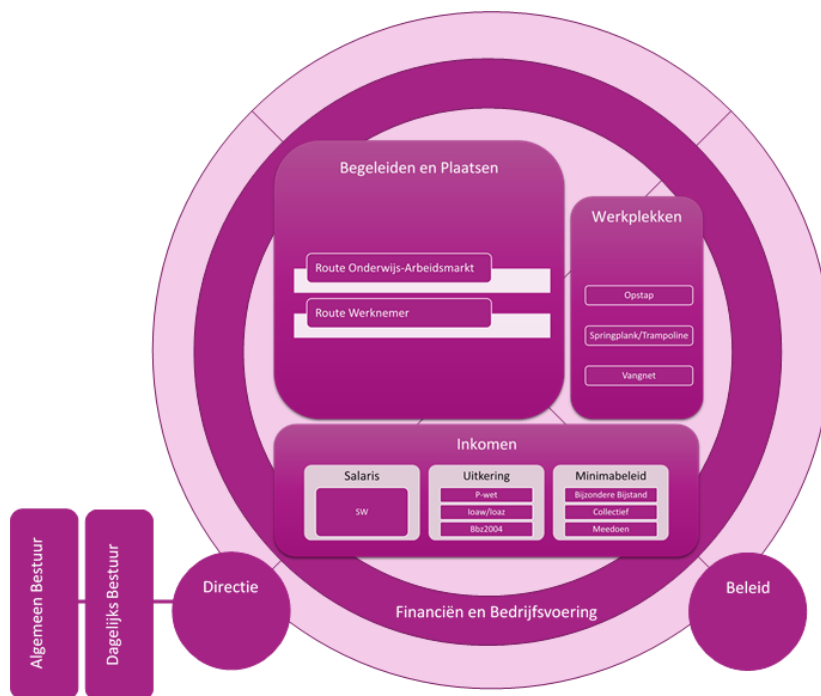 Begeleiden en Plaatsen
Route Onderwijs-Arbeidsmarkt
Route Werknemer
Werkplekken
Opstap
Springplank/Trampoline
Vangnet
Inkomen
Salaris
SW
Uitkering
P-wet
Ioaw/Ioaz
Bbz2004
Minimabeleid
Bijzondere Bijstand
Collectief
Meedoen
Algemeen Bestuur
Dagelijks Bestuur
Directie
Financiën en Bedrijfsvoering
Beleid